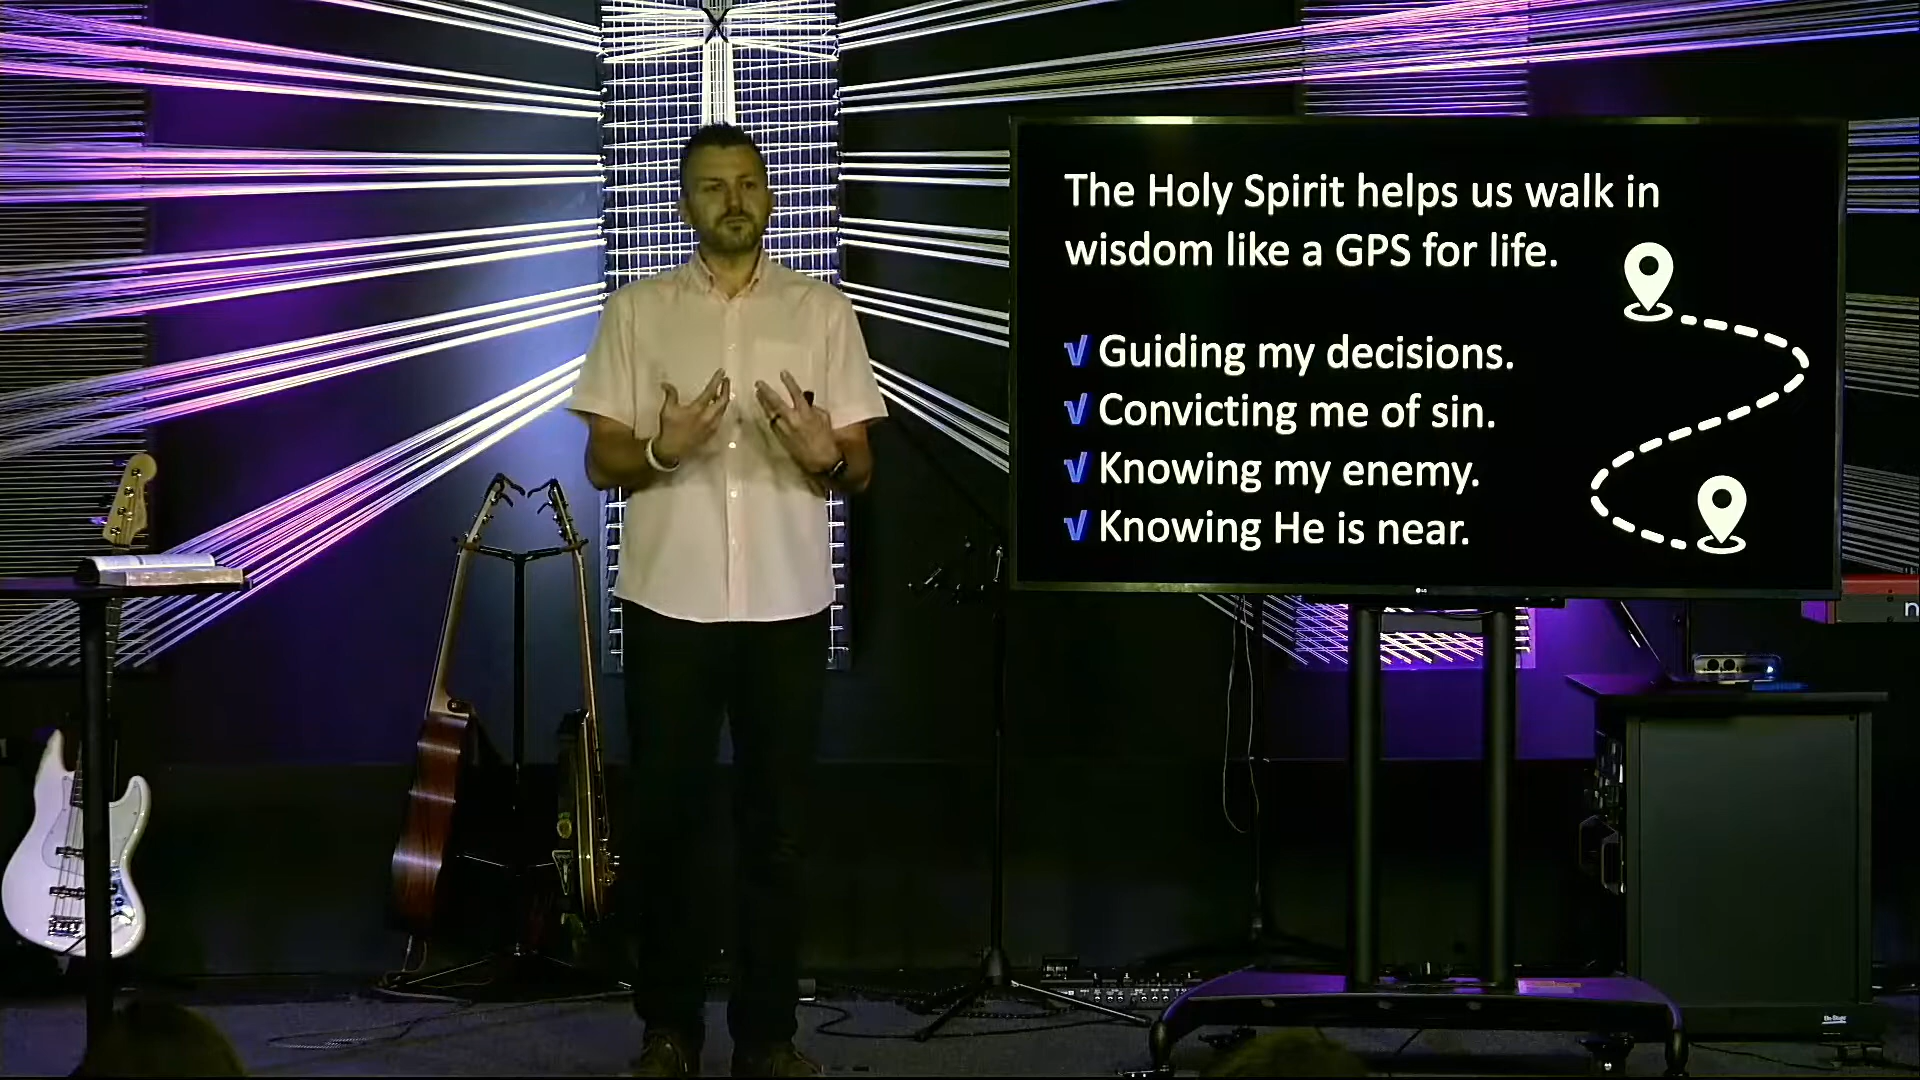 The Holy Spirit helps us walk in
wisdom like a GPS for life.
√ Guiding my decisions.
√ Convicting me of sin.
√ Knowing my enemy.
√ Knowing He is near.
LG
n